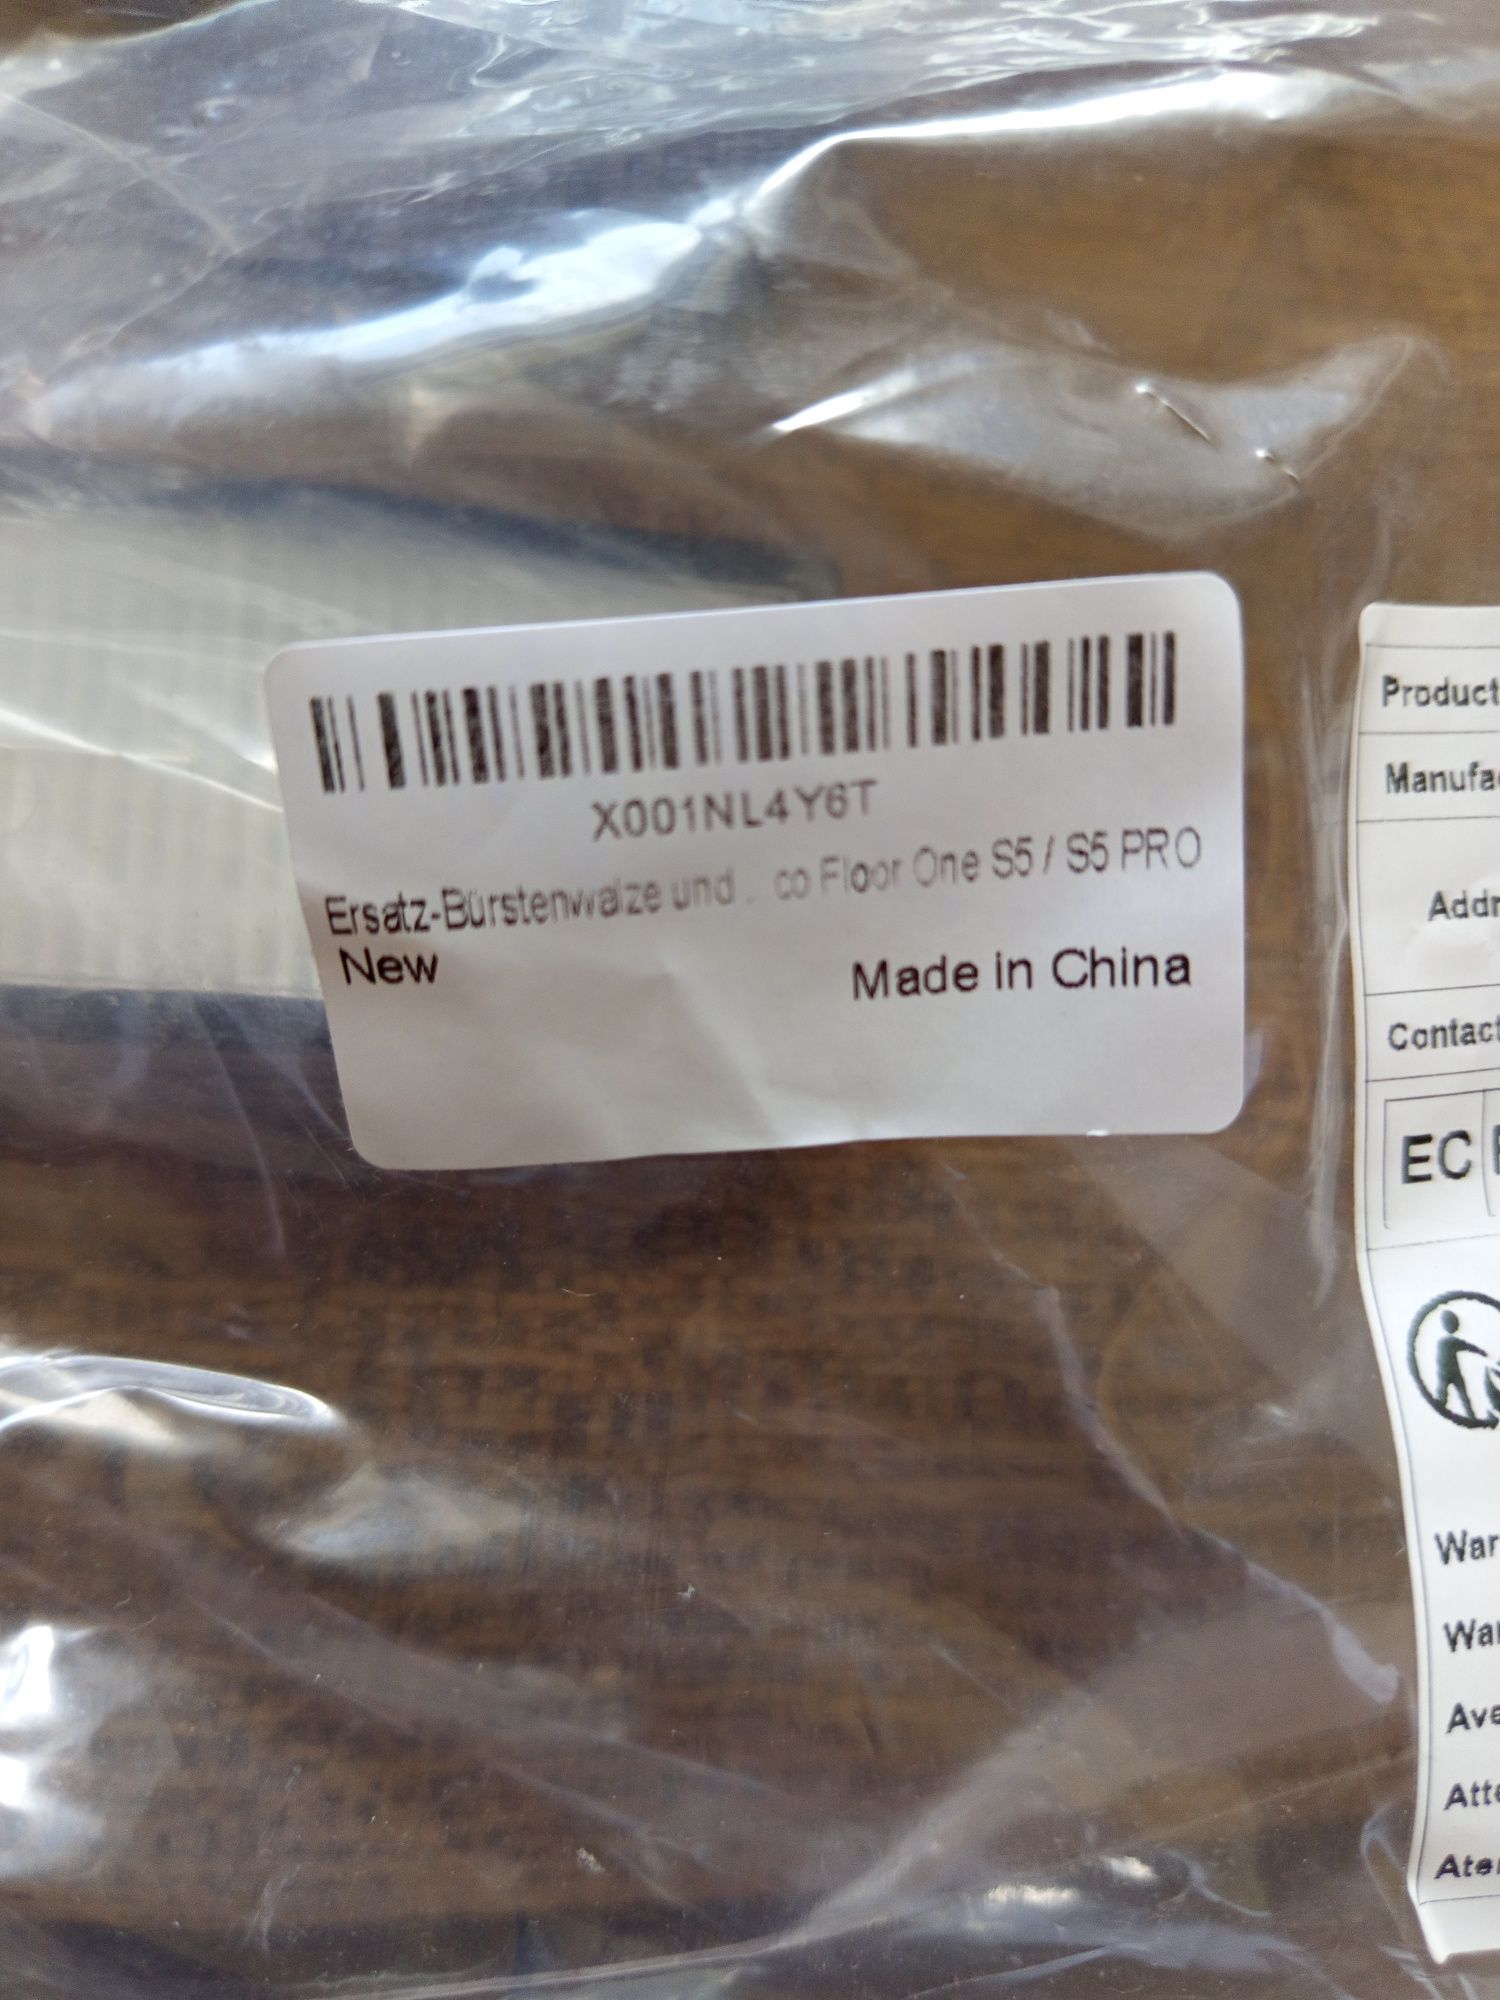 X001NL4Y6T
Ersatz-Bürstenwalze und . co Floor One S5 / S5 PRO
New
Made in China
Product
Manufa
Addr
Contact
EC
War
War
Ave
Atte
Aten